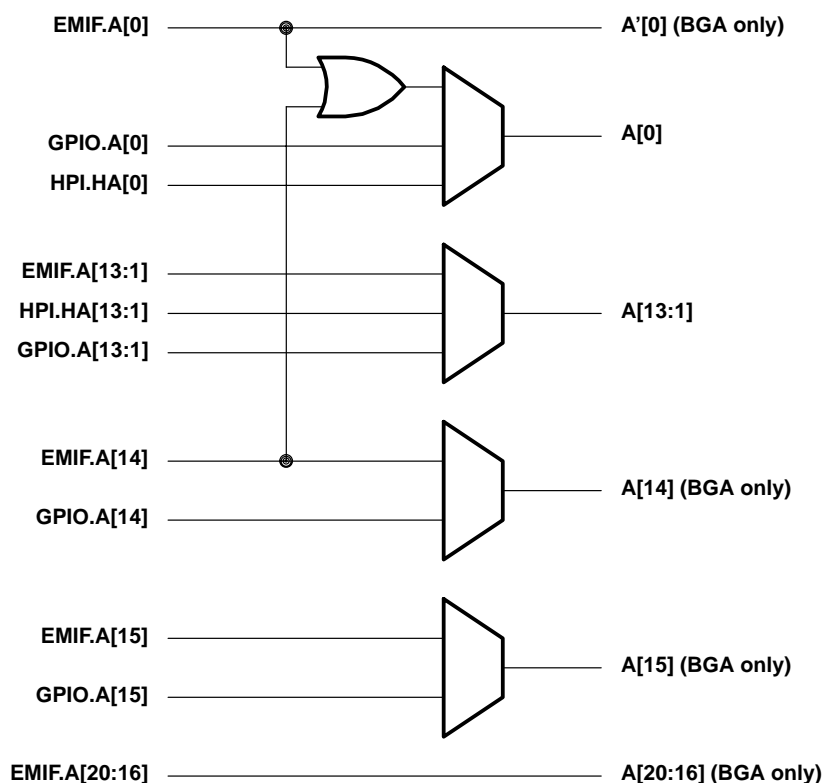 EMIF.A[0]
A’[0] (BGA only)
A[0]
GPIO.A[0]
HPI.HA[0]
EMIF.A[13:1]
HPI.HA[13:1]
A[13:1]
GPIO.A[13:1]
EMIF.A[14]
A[14] (BGA only)
GPIO.A[14]
EMIF.A[15]
A[15] (BGA only)
GPIO.A[15]
EMIF.A[20:16]
A[20:16] (BGA only)